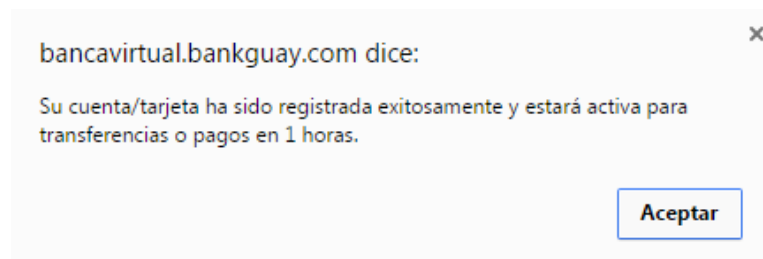 bancavirtual.bankguay.com dice:
Su cuenta/tarjeta ha sido registrada exitosamente y estará activa para
transferencias o pagos en 1 horas.
Aceptar